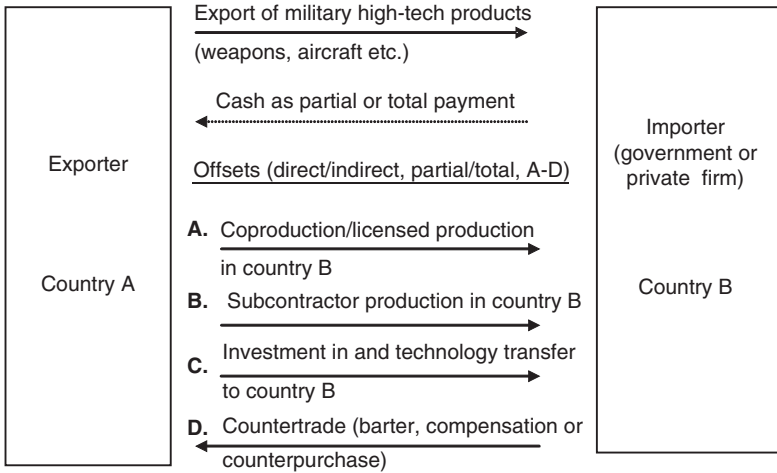 Export of military high-tech products
(weapons, aircraft etc.)
Cash as partial or total payment
Exporter
Country A
Offsets (direct/indirect, partial/total, A-D)
A. Coproduction/licensed production
in country B
B. Subcontractor production in country B
C. Investment in and technology transfer
to country B
D. Countertrade (barter, compensation or
counterpurchase)
Importer
(government or
private firm)
Country B